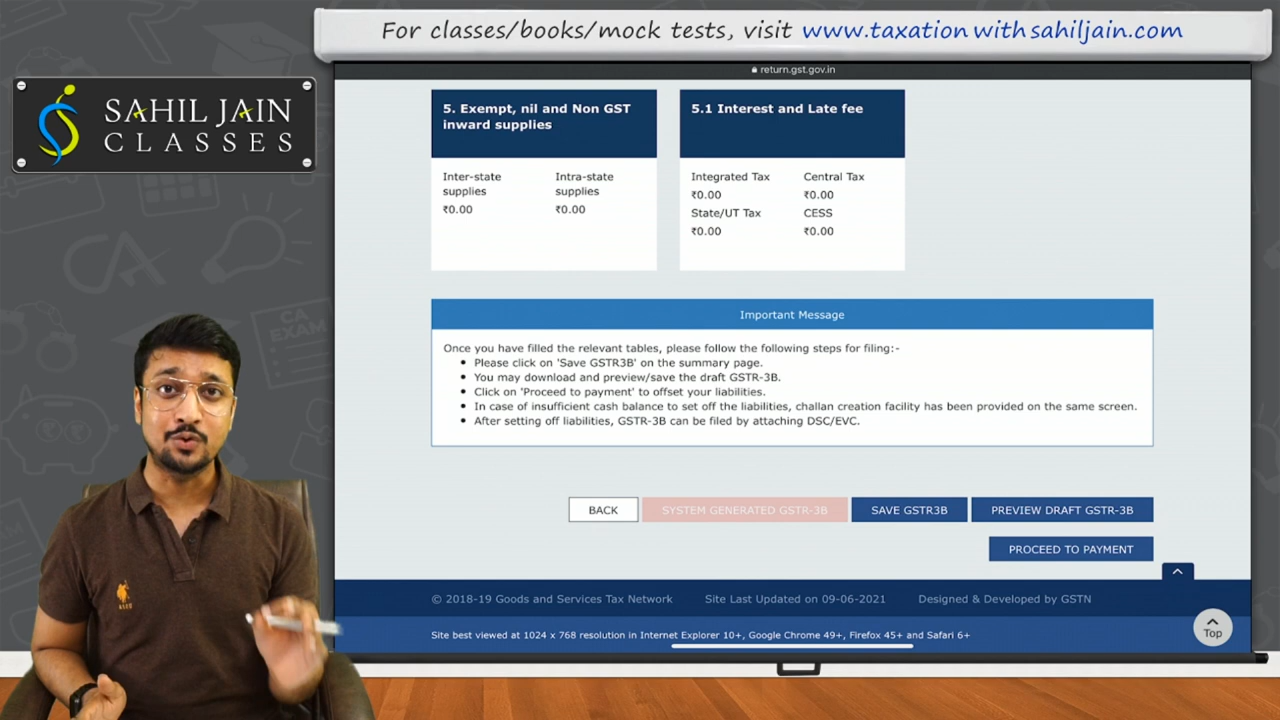 For classes/books/mock tests, visit www.taxationwithsahiljain.com
SAHIL JAIN
CLASSES
return.gst.gov.in
5. Exempt, nil and Non GST
inward supplies
5.1 Interest and Late fee
Inter-state
supplies
₹0.00
Intra-state
supplies
₹0.00
Integrated Tax
₹0.00
Central Tax
₹0.00
State/UT Tax
₹0.00
CESS
₹0.00
Important Message
Once you have filled the relevant tables, please follow the following steps for filing:-
• Please click on 'Save GSTR3B' on the summary page.
• You may download and preview/save the draft GSTR-3B.
• Click on 'Proceed to payment' to offset your liabilities.
• In case of insufficient cash balance to set off the liabilities, challan creation facility has been provided on the same screen.
• After setting off liabilities, GSTR-3B can be filed by attaching DSC/EVC.
BACK
SYSTEM GENERATED GSTR-3B
SAVE GSTR3B
PREVIEW DRAFT GSTR-3B
PROCEED TO PAYMENT
© 2018-19 Goods and Services Tax Network
Site Last Updated on 09-06-2021
Designed & Developed by GSTN
Site best viewed at 1024 x 768 resolution in Internet Explorer 10+, Google Chrome 49+, Firefox 45+ and Safari 6+
Top
CA
CA
EXAM